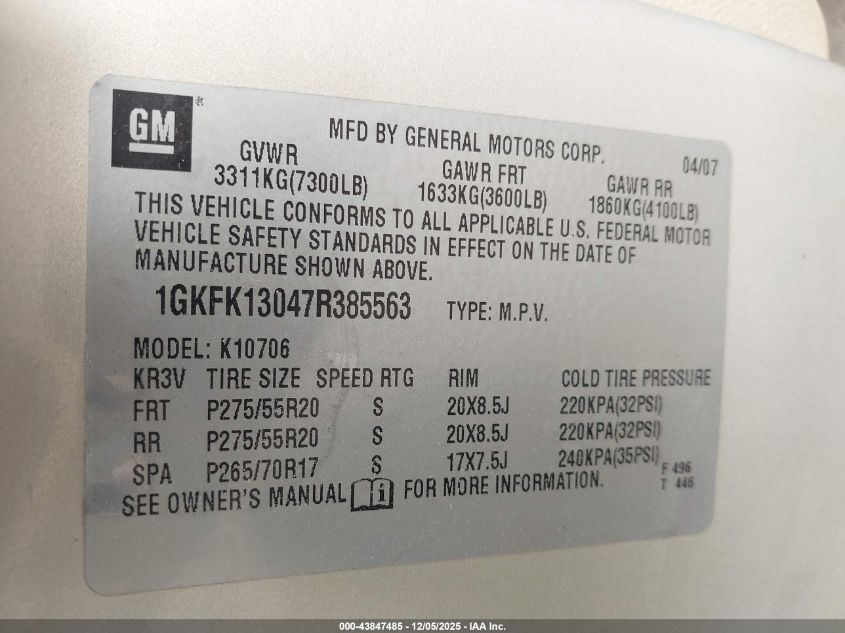 GM ®
MFD BY GENERAL MOTORS CORP. 04/07
GVWR GAWR FRT GAWR RR
3311KG(7300LB) 1633KG(3600LB) 1860KG(4100LB)
THIS VEHICLE CONFORMS TO ALL APPLICABLE U.S. FEDERAL MOTOR
VEHICLE SAFETY STANDARDS IN EFFECT ON THE DATE OF
MANUFACTURE SHOWN ABOVE.
1GKFK13047R385563 TYPE: M.P.V.
MODEL: K10706
KR3V TIRE SIZE SPEED RTG RIM COLD TIRE PRESSURE
FRT P275/55R20 S 20X8.5J 220KPA(32PSI)
RR P275/55R20 S 20X8.5J 220KPA(32PSI)
SPA P265/70R17 S 17X7.5J 240KPA(35PSI)
F 496
T 446
SEE OWNER'S MANUAL i FOR MORE INFORMATION.
000-43847485 - 12/05/2025 - IAA Inc.